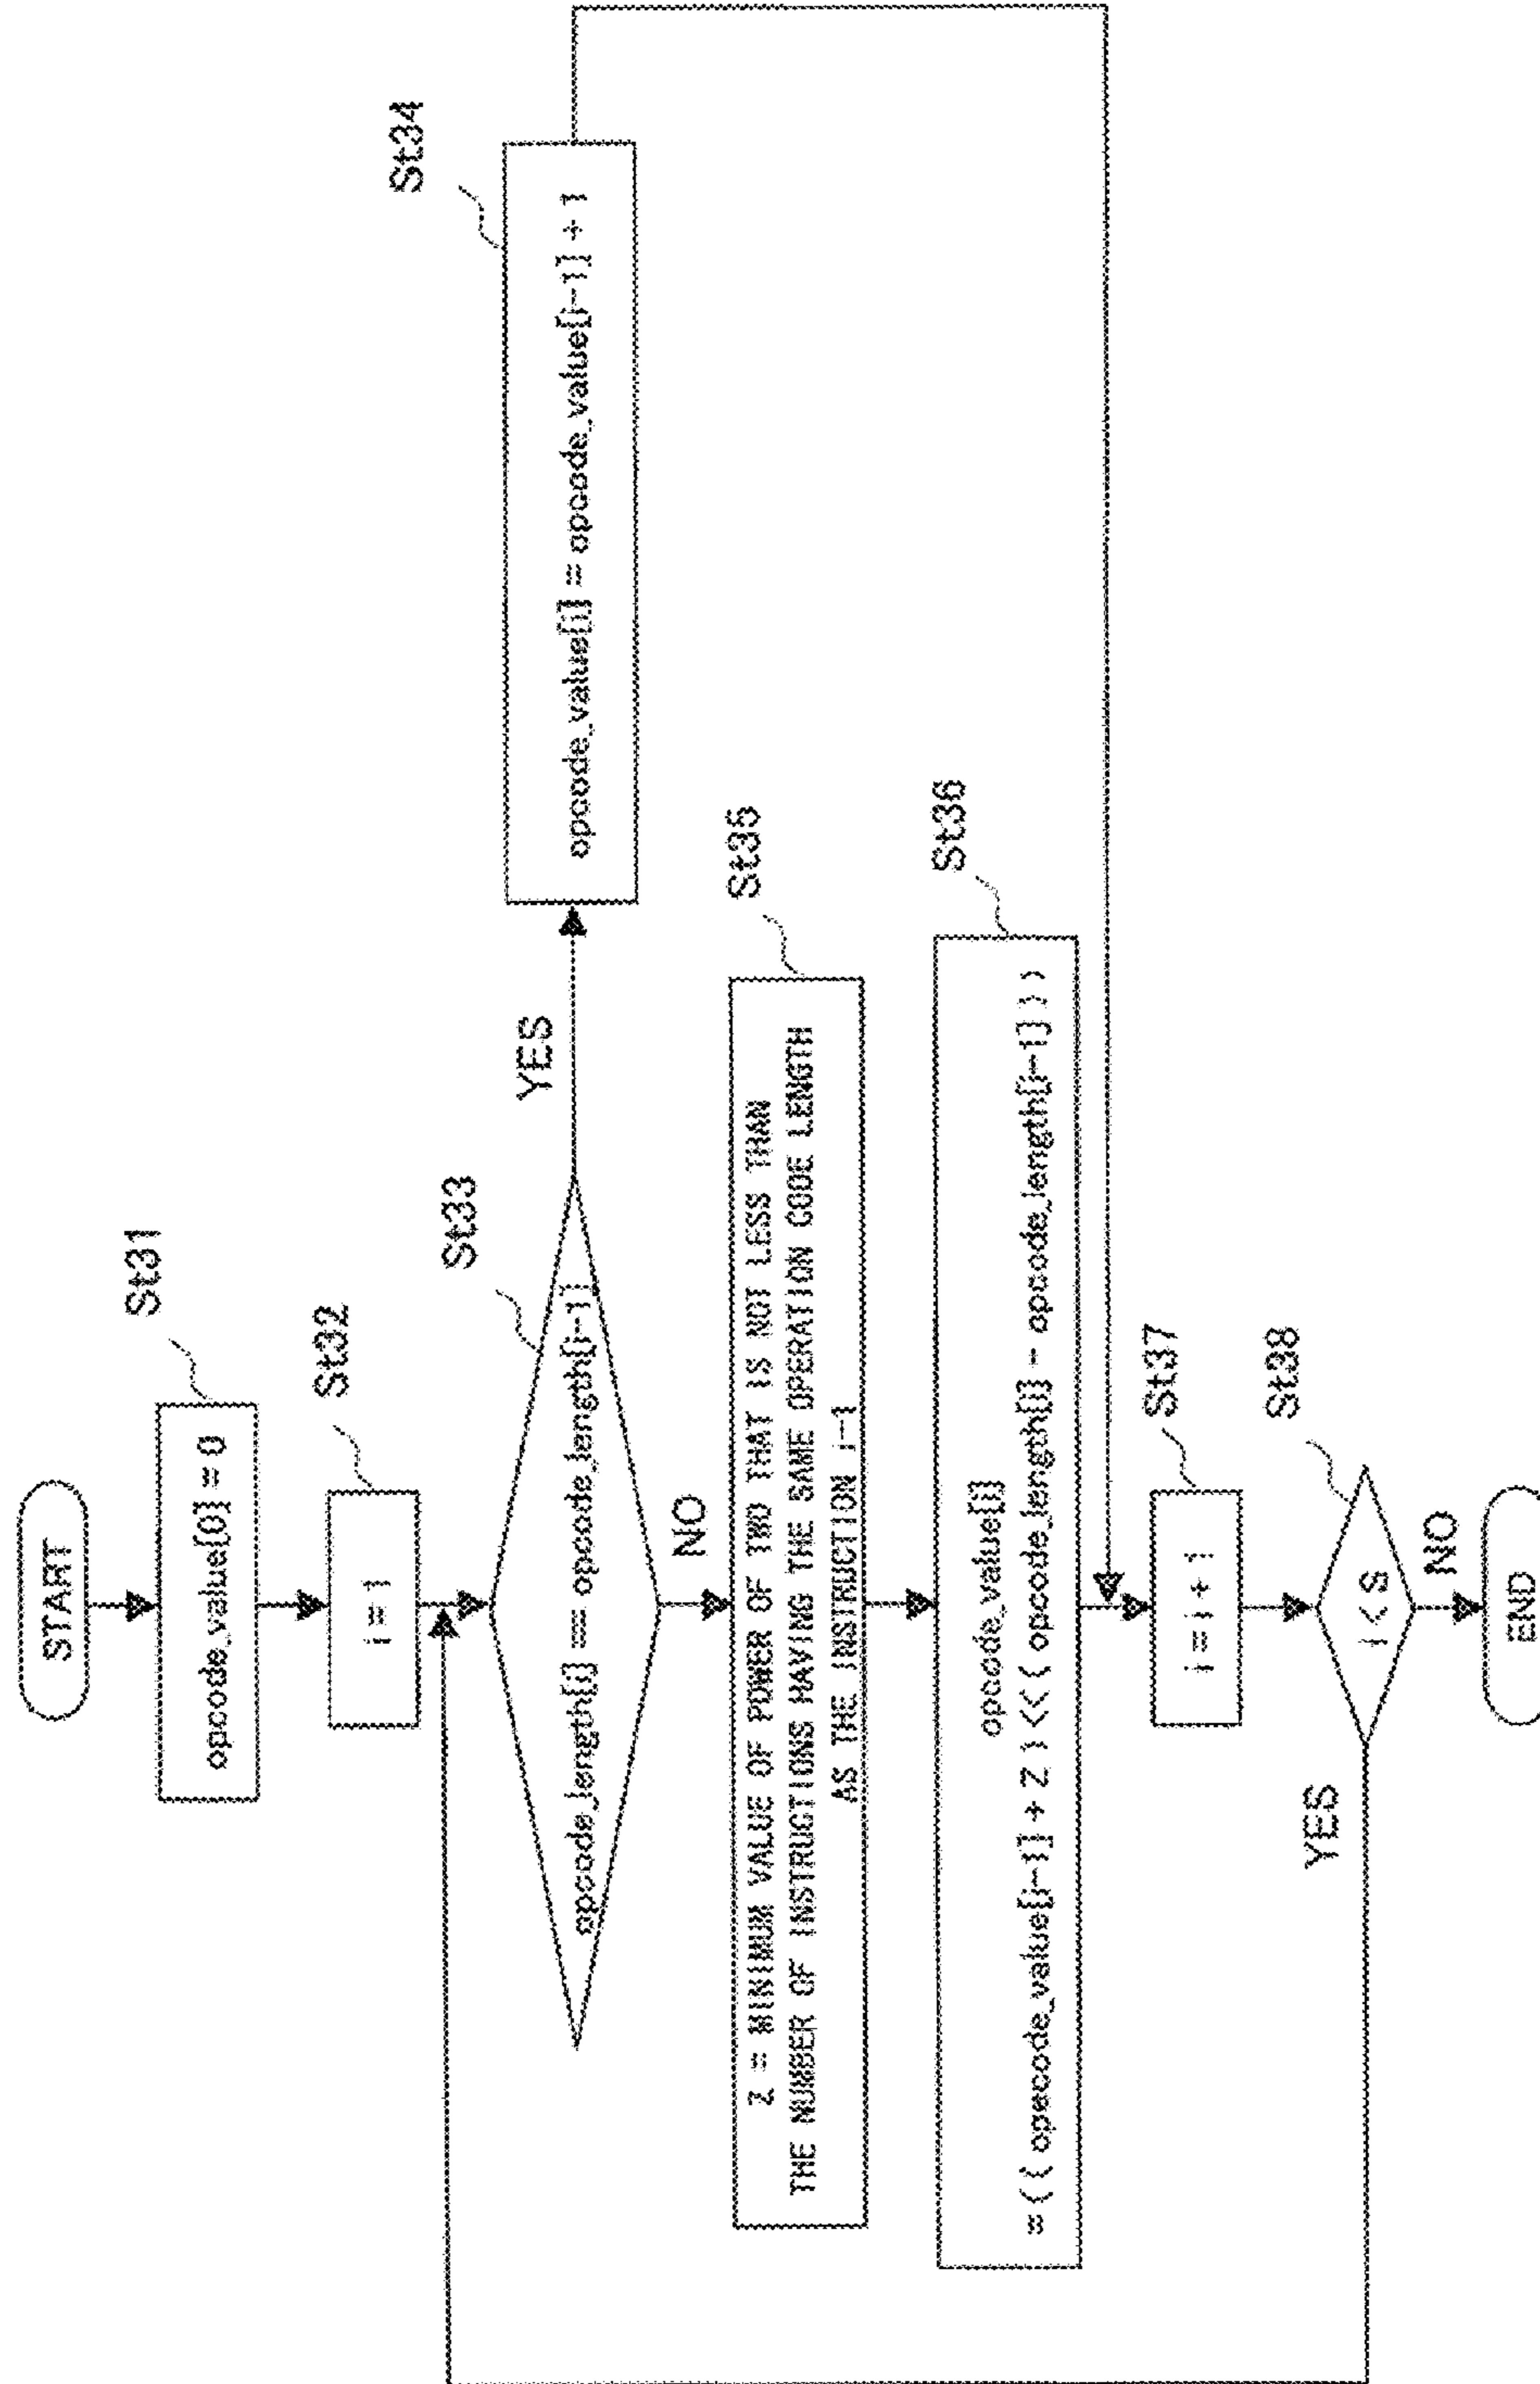 START
St31
opcode_value[0] = 0
St32
i = 1
St33
opcode_length[i] == opcode_length[i-1]
YES
St34
opcode_value[i] = opcode_value[i-1] + 1
NO
St35
Z = MINIMUM VALUE OF POWER OF TWO THAT IS NOT LESS THAN
THE NUMBER OF INSTRUCTIONS HAVING THE SAME OPERATION CODE LENGTH
AS THE INSTRUCTION i-1
St36
opcode_value[i]
= ( ( opecode_value[i-1] + Z ) << ( opcode_length[i] - opcode_length[i-1] ) )
St37
i = i + 1
St38
i < S
YES
NO
END